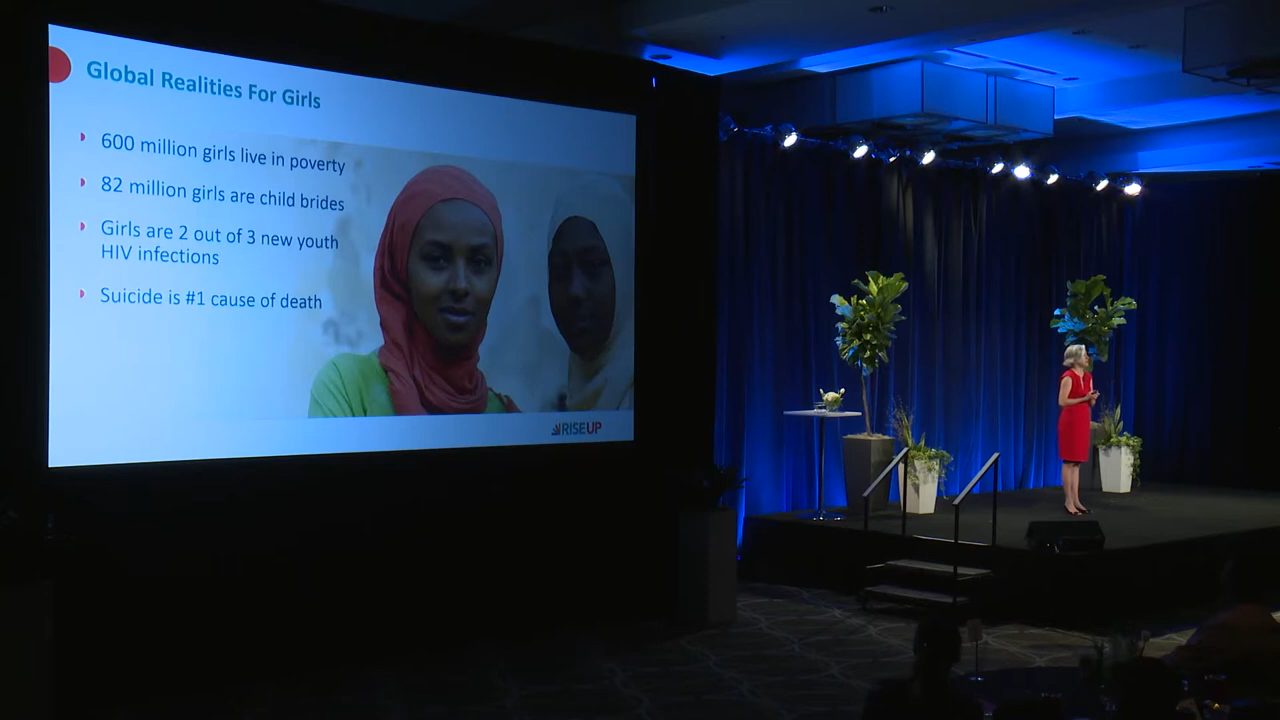 Global Realities For Girls
600 million girls live in poverty
82 million girls are child brides
Girls are 2 out of 3 new youth
HIV infections
Suicide is #1 cause of death
RISEUP